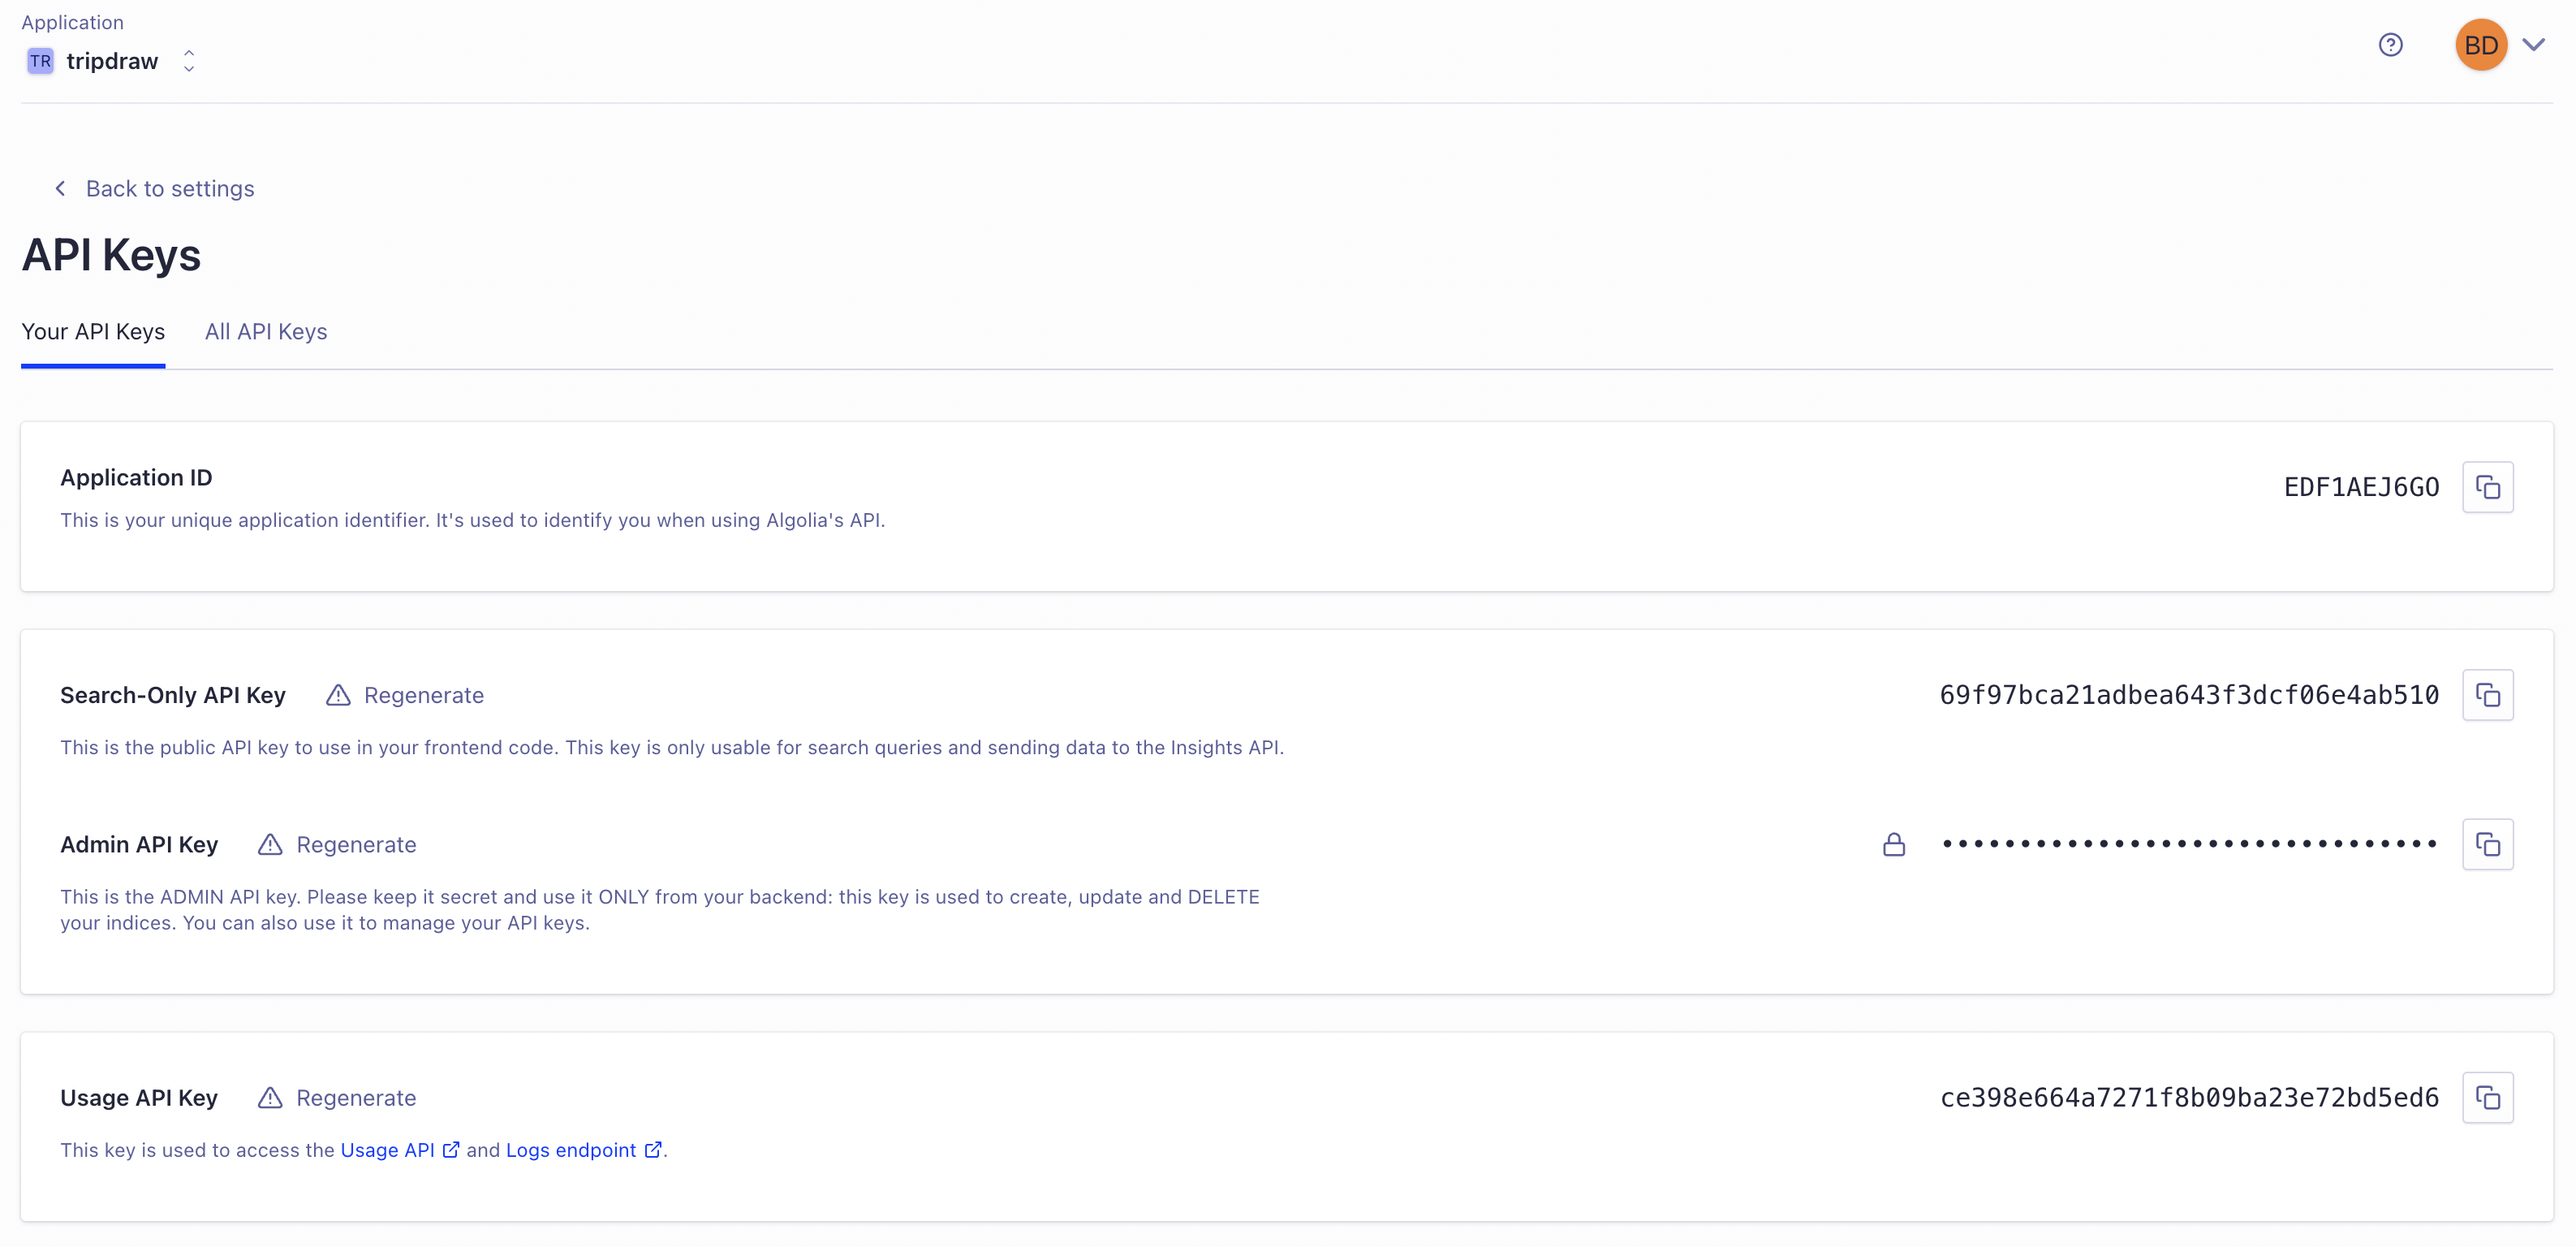 Application
TR tripdraw
BD
Back to settings
API Keys
Your API Keys All API Keys
Application ID
EDF1AEJ6GO
This is your unique application identifier. It's used to identify you when using Algolia's API.
Search-Only API Key Regenerate
69f97bca21adbea643f3dcf06e4ab510
This is the public API key to use in your frontend code. This key is only usable for search queries and sending data to the Insights API.
Admin API Key Regenerate
••••••••••••••••••••••••••••••••
This is the ADMIN API key. Please keep it secret and use it ONLY from your backend: this key is used to create, update and DELETE
your indices. You can also use it to manage your API keys.
Usage API Key Regenerate
ce398e664a7271f8b09ba23e72bd5ed6
This key is used to access the Usage API and Logs endpoint.